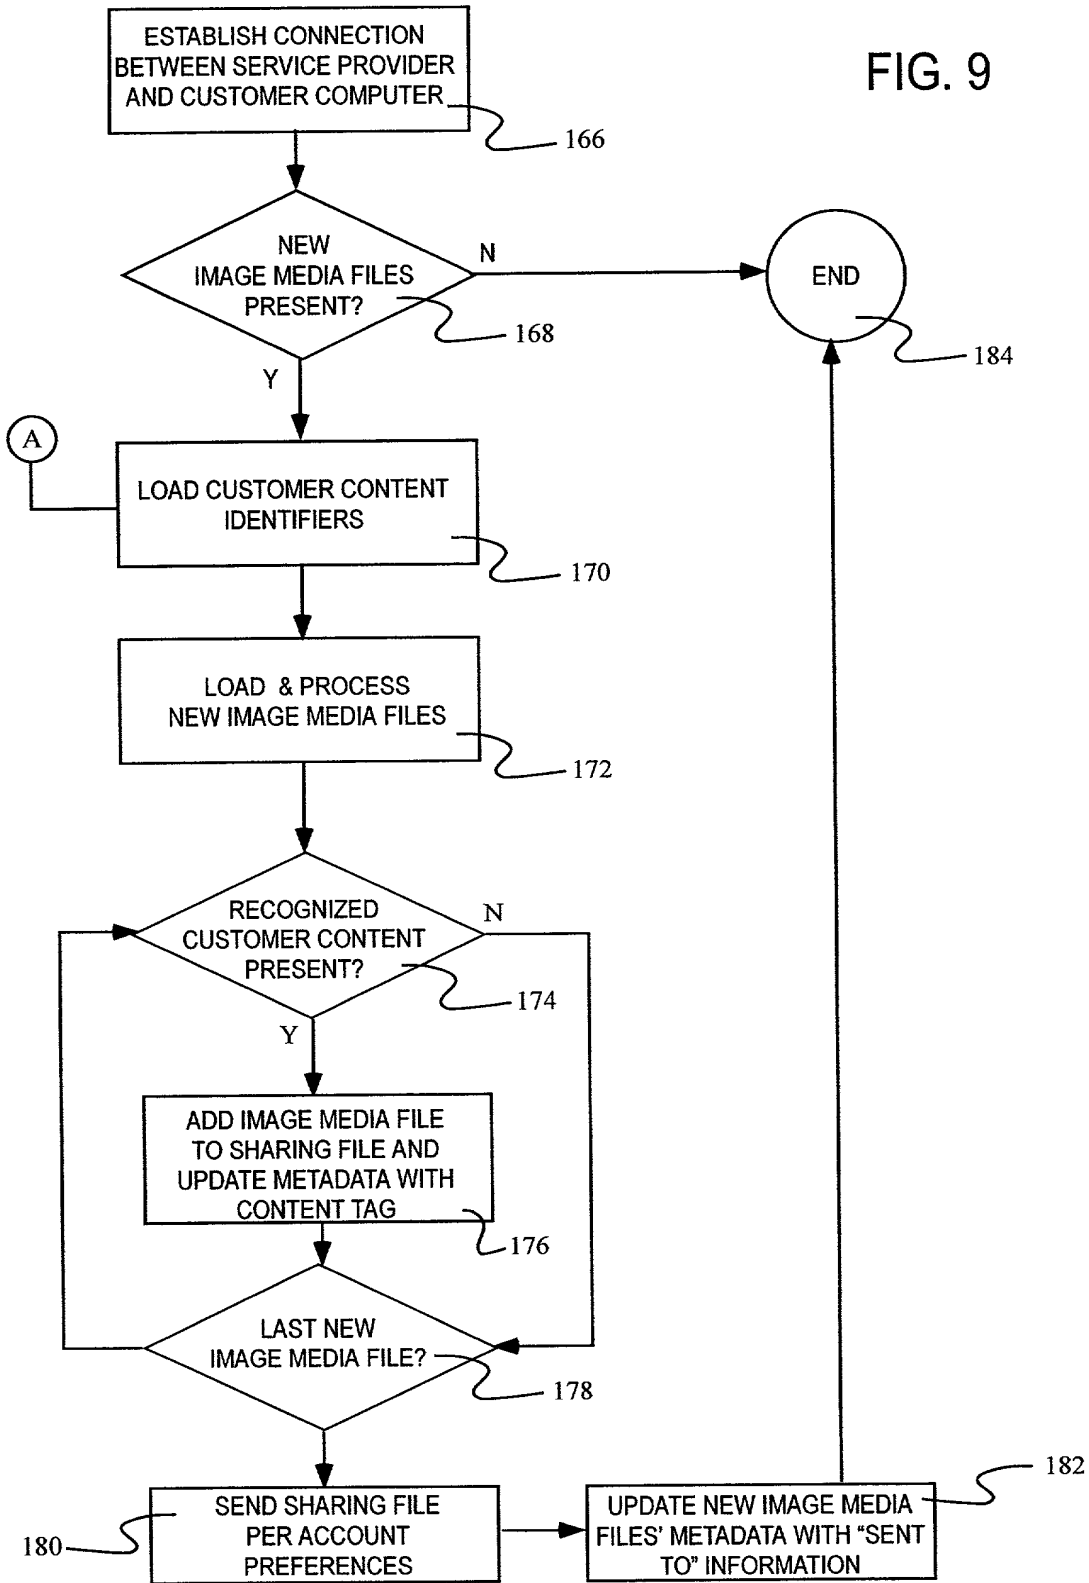 ESTABLISH CONNECTION
BETWEEN SERVICE PROVIDER
AND CUSTOMER COMPUTER
166
FIG. 9
NEW
IMAGE MEDIA FILES
PRESENT?
168
N
Y
END
184
A
LOAD CUSTOMER CONTENT
IDENTIFIERS
170
LOAD & PROCESS
NEW IMAGE MEDIA FILES
172
RECOGNIZED
CUSTOMER CONTENT
PRESENT?
174
N
Y
ADD IMAGE MEDIA FILE
TO SHARING FILE AND
UPDATE METADATA WITH
CONTENT TAG
176
LAST NEW
IMAGE MEDIA FILE?
178
SEND SHARING FILE
PER ACCOUNT
PREFERENCES
180
UPDATE NEW IMAGE MEDIA
FILES’ METADATA WITH “SENT
TO” INFORMATION
182